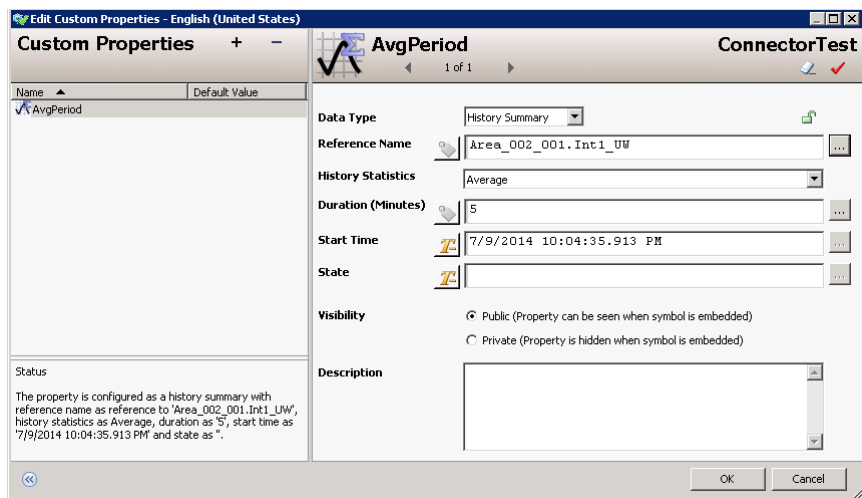 Edit Custom Properties - English (United States)
Custom Properties + −
AvgPeriod
ConnectorTest
1 of 1
Name Default Value
AvgPeriod
Data Type History Summary
Reference Name Area_002_001.Int1_UW ...
History Statistics Average
Duration (Minutes) 5 ...
Start Time T 7/9/2014 10:04:35.913 PM ...
State T ...
Visibility Public (Property can be seen when symbol is embedded)
Private (Property is hidden when symbol is embedded)
Description
Status
The property is configured as a history summary with
reference name as reference to 'Area_002_001.Int1_UW',
history statistics as Average, duration as '5', start time as
'7/9/2014 10:04:35.913 PM' and state as ''.
OK Cancel